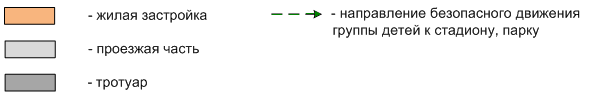 - жилая застройка
- проезжая часть
- тротуар
- направление безопасного движения
группы детей к стадиону, парку